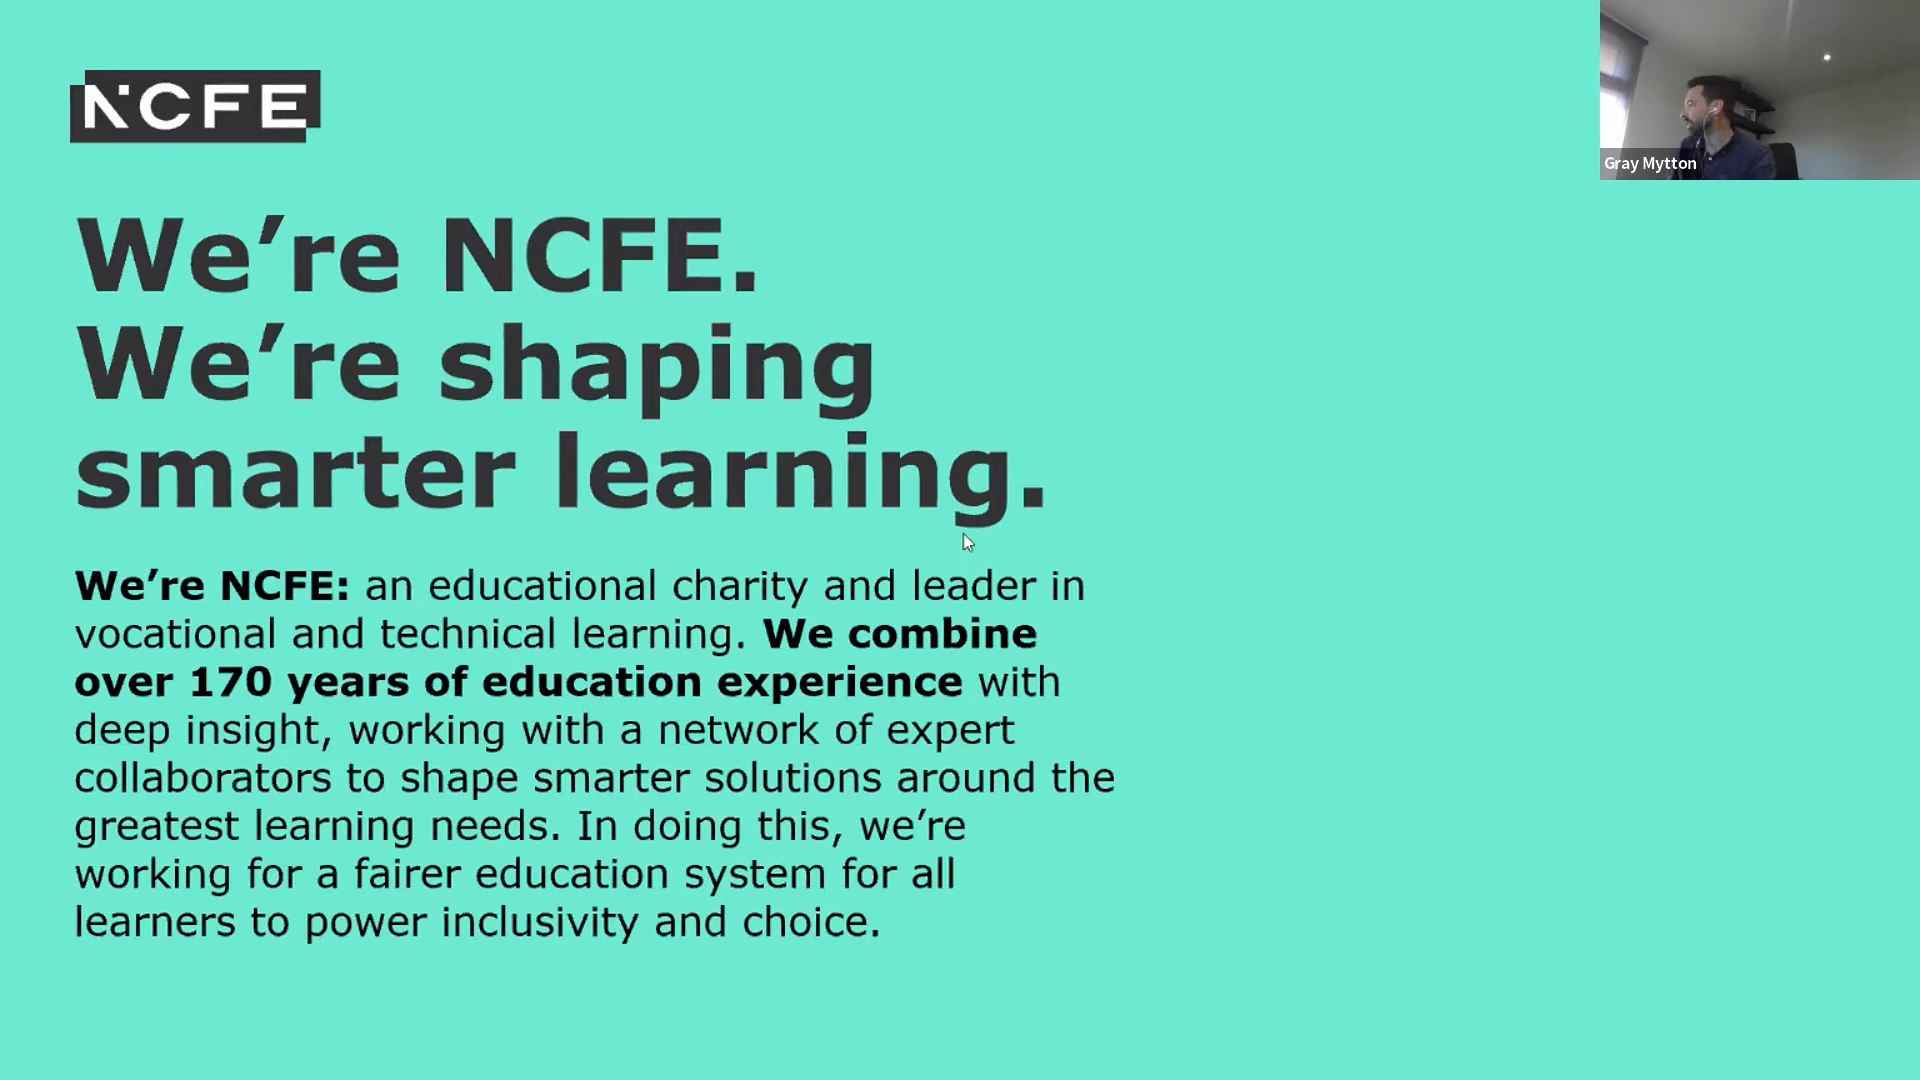 NCFE
Gray Mytton
We’re NCFE.
We’re shaping
smarter learning.
We’re NCFE: an educational charity and leader in
vocational and technical learning. We combine
over 170 years of education experience with
deep insight, working with a network of expert
collaborators to shape smarter solutions around the
greatest learning needs. In doing this, we’re
working for a fairer education system for all
learners to power inclusivity and choice.